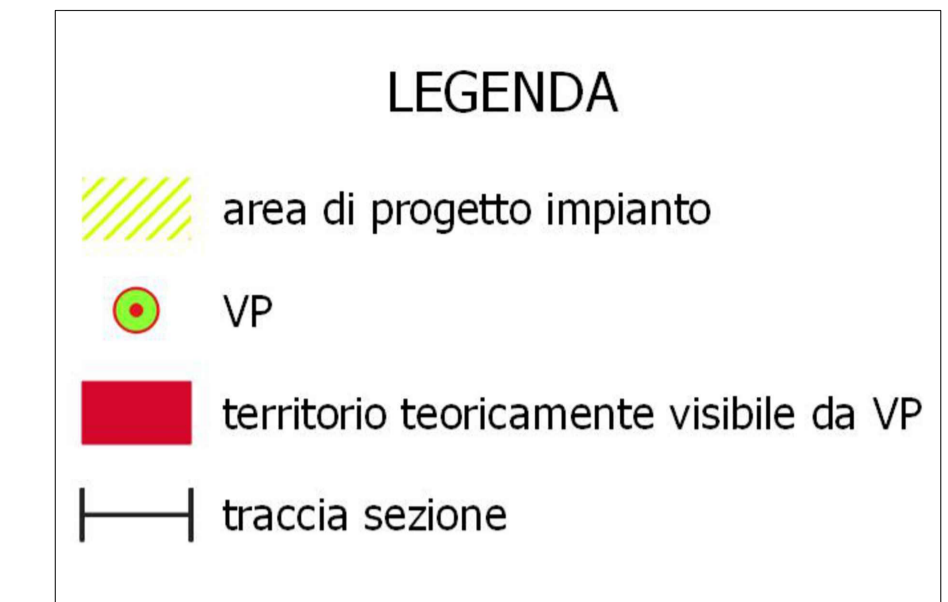 LEGENDA
area di progetto impianto
VP
territorio teoricamente visibile da VP
traccia sezione